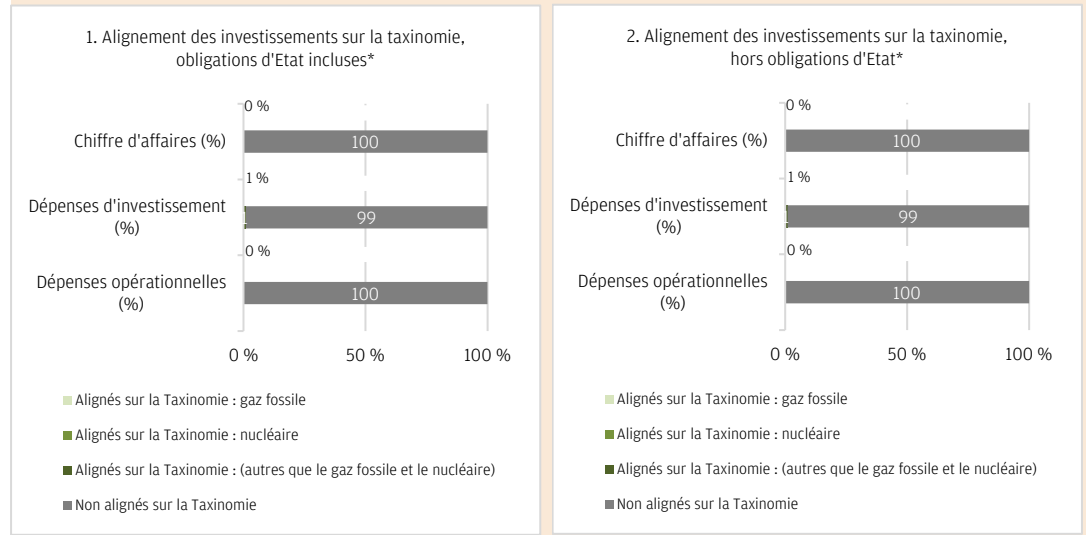 1. Alignement des investissements sur la taxinomie,
obligations d'Etat incluses*
0 %
Chiffre d'affaires (%)
100
1 %
Dépenses d'investissement
(%)
1
99
0 %
Dépenses opérationnelles
(%)
100
0 %
50 %
100 %
Alignés sur la Taxinomie : gaz fossile
Alignés sur la Taxinomie : nucléaire
Alignés sur la Taxinomie : (autres que le gaz fossile et le nucléaire)
Non alignés sur la Taxinomie
2. Alignement des investissements sur la taxinomie,
hors obligations d'Etat*
0 %
Chiffre d'affaires (%)
100
1 %
Dépenses d'investissement
(%)
1
99
0 %
Dépenses opérationnelles
(%)
100
0 %
50 %
100 %
Alignés sur la Taxinomie : gaz fossile
Alignés sur la Taxinomie : nucléaire
Alignés sur la Taxinomie : (autres que le gaz fossile et le nucléaire)
Non alignés sur la Taxinomie